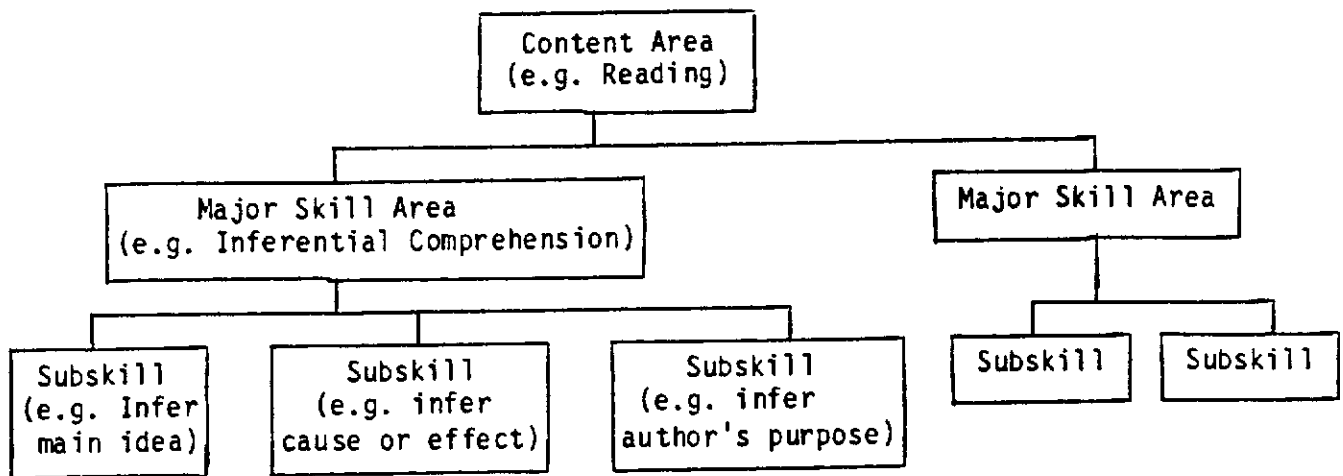 Content Area
(e.g. Reading)
Major Skill Area
(e.g. Inferential Comprehension)
Major Skill Area
Subskill
(e.g. Infer
main idea)
Subskill
(e.g. infer
cause or effect)
Subskill
(e.g. infer
author's purpose)
Subskill
Subskill